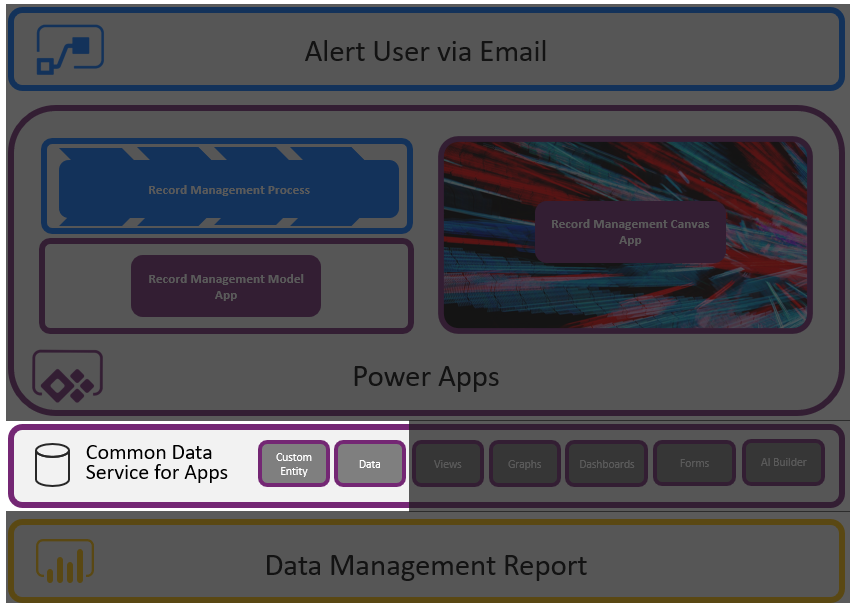 Alert User via Email
Record Management Process
Record Management Canvas
App
Record Management Model
App
Power Apps
Common Data
Service for Apps
Custom
Entity
Data
Views
Graphs
Dashboards
Forms
AI Builder
Data Management Report